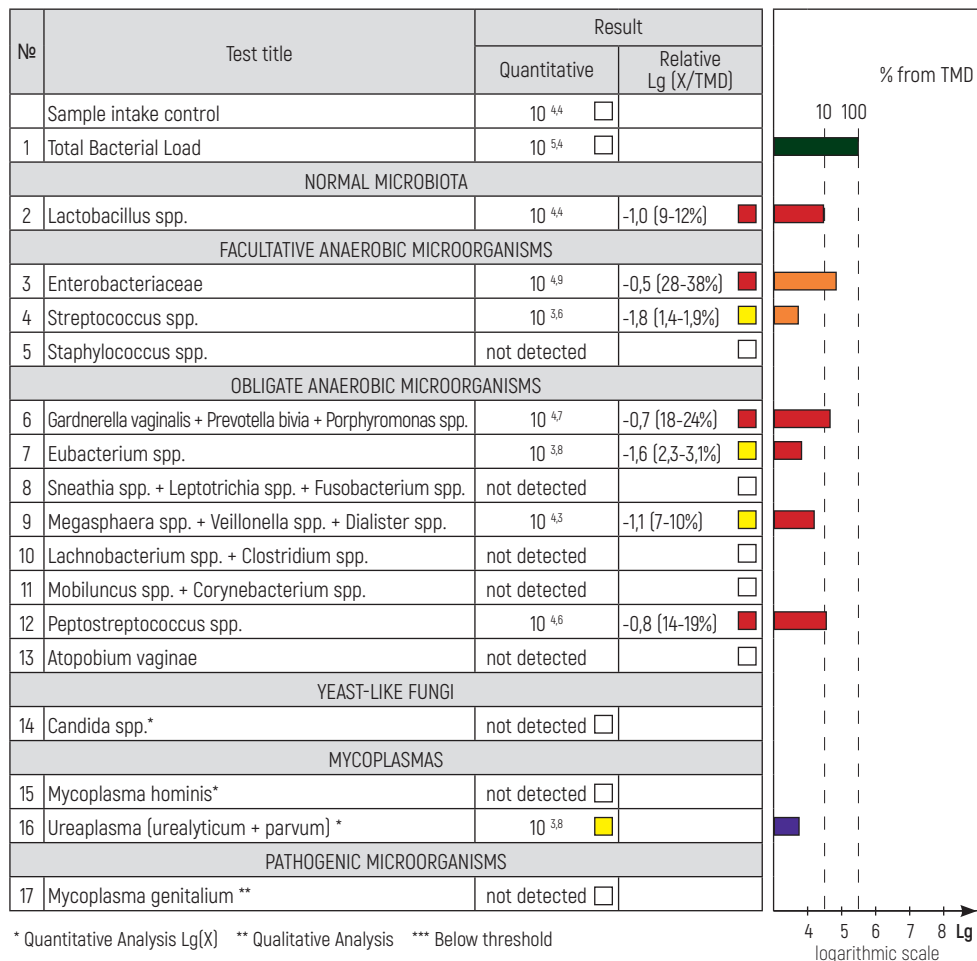 № Test title Result
Quantitative Relative Lg (X/TMD)
% from TMD
10 100
Sample intake control 10 4,4
1 Total Bacterial Load 10 5,4
NORMAL MICROBIOTA
2 Lactobacillus spp. 10 4,4 -1,0 (9-12%)
FACULTATIVE ANAEROBIC MICROORGANISMS
3 Enterobacteriaceae 10 4,9 -0,5 (28-38%)
4 Streptococcus spp. 10 3,6 -1,8 (1,4-1,9%)
5 Staphylococcus spp. not detected
OBLIGATE ANAEROBIC MICROORGANISMS
6 Gardnerella vaginalis + Prevotella bivia + Porphyromonas spp. 10 4,7 -0,7 (18-24%)
7 Eubacterium spp. 10 3,8 -1,6 (2,3-3,1%)
8 Sneathia spp. + Leptotrichia spp. + Fusobacterium spp. not detected
9 Megasphaera spp. + Veillonella spp. + Dialister spp. 10 4,3 -1,1 (7-10%)
10 Lachnobacterium spp. + Clostridium spp. not detected
11 Mobiluncus spp. + Corynebacterium spp. not detected
12 Peptostreptococcus spp. 10 4,6 -0,8 (14-19%)
13 Atopobium vaginae not detected
YEAST-LIKE FUNGI
14 Candida spp.* not detected
MYCOPLASMAS
15 Mycoplasma hominis* not detected
16 Ureaplasma (urealyticum + parvum) * 10 3,8
PATHOGENIC MICROORGANISMS
17 Mycoplasma genitalium ** not detected
* Quantitative Analysis Lg(X) ** Qualitative Analysis *** Below threshold
4 5 6 7 8 Lg
logarithmic scale